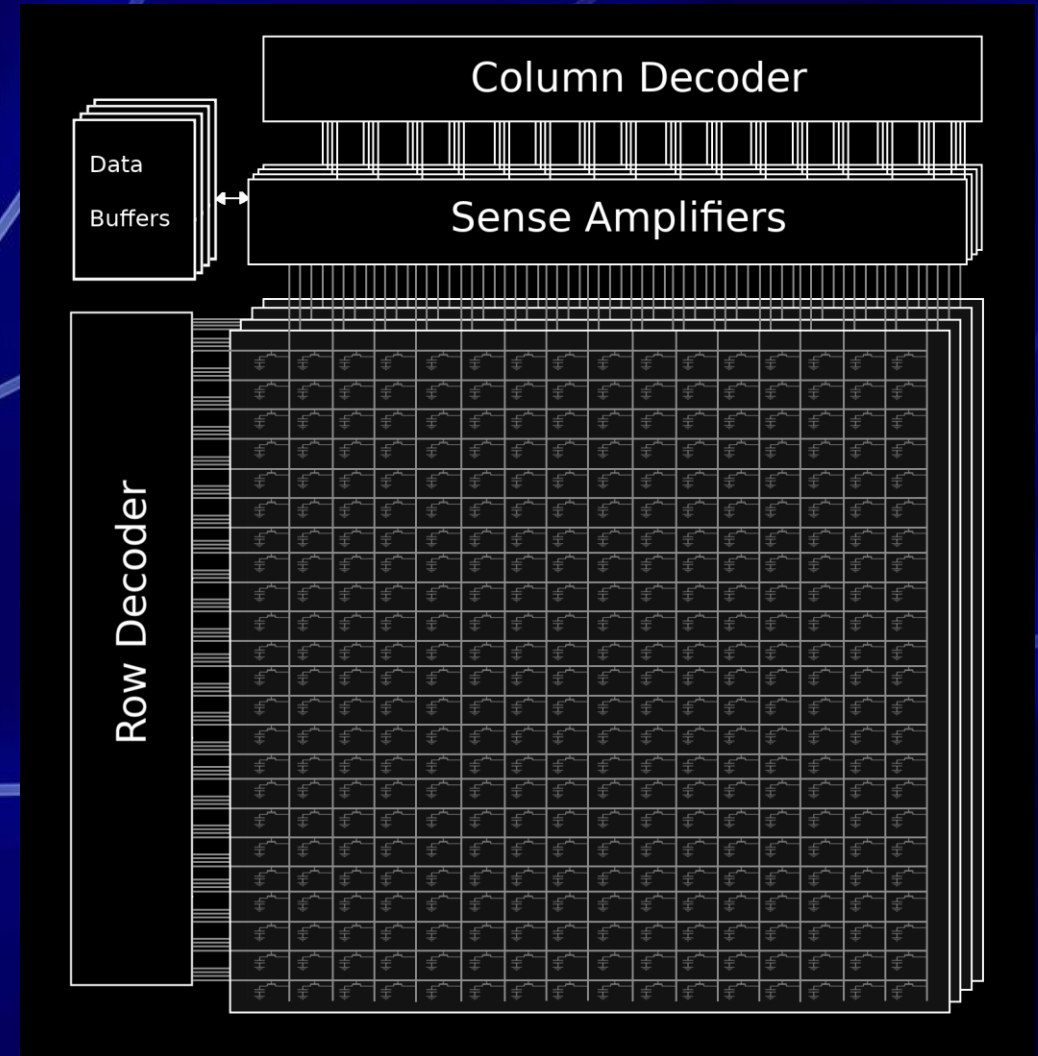 Column Decoder
Data
Buffers
Sense Amplifiers
Row Decoder